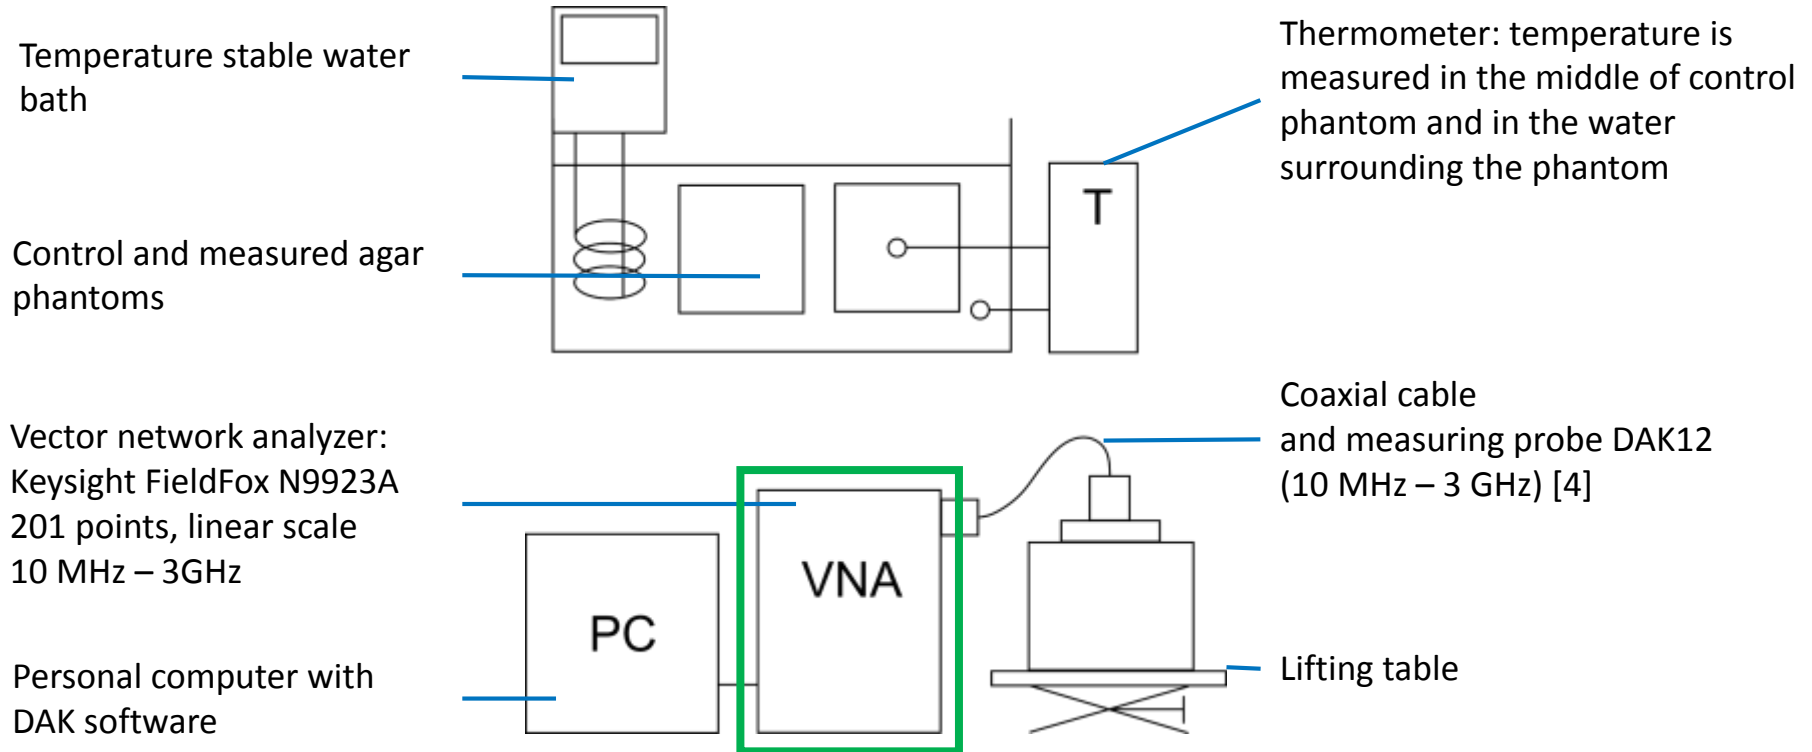 Temperature stable water
bath
Thermometer: temperature is
measured in the middle of control
phantom and in the water
surrounding the phantom
T
Control and measured agar
phantoms
Vector network analyzer:
Keysight FieldFox N9923A
201 points, linear scale
10 MHz – 3GHz
Coaxial cable
and measuring probe DAK12
(10 MHz – 3 GHz) [4]
VNA
PC
Personal computer with
DAK software
Lifting table